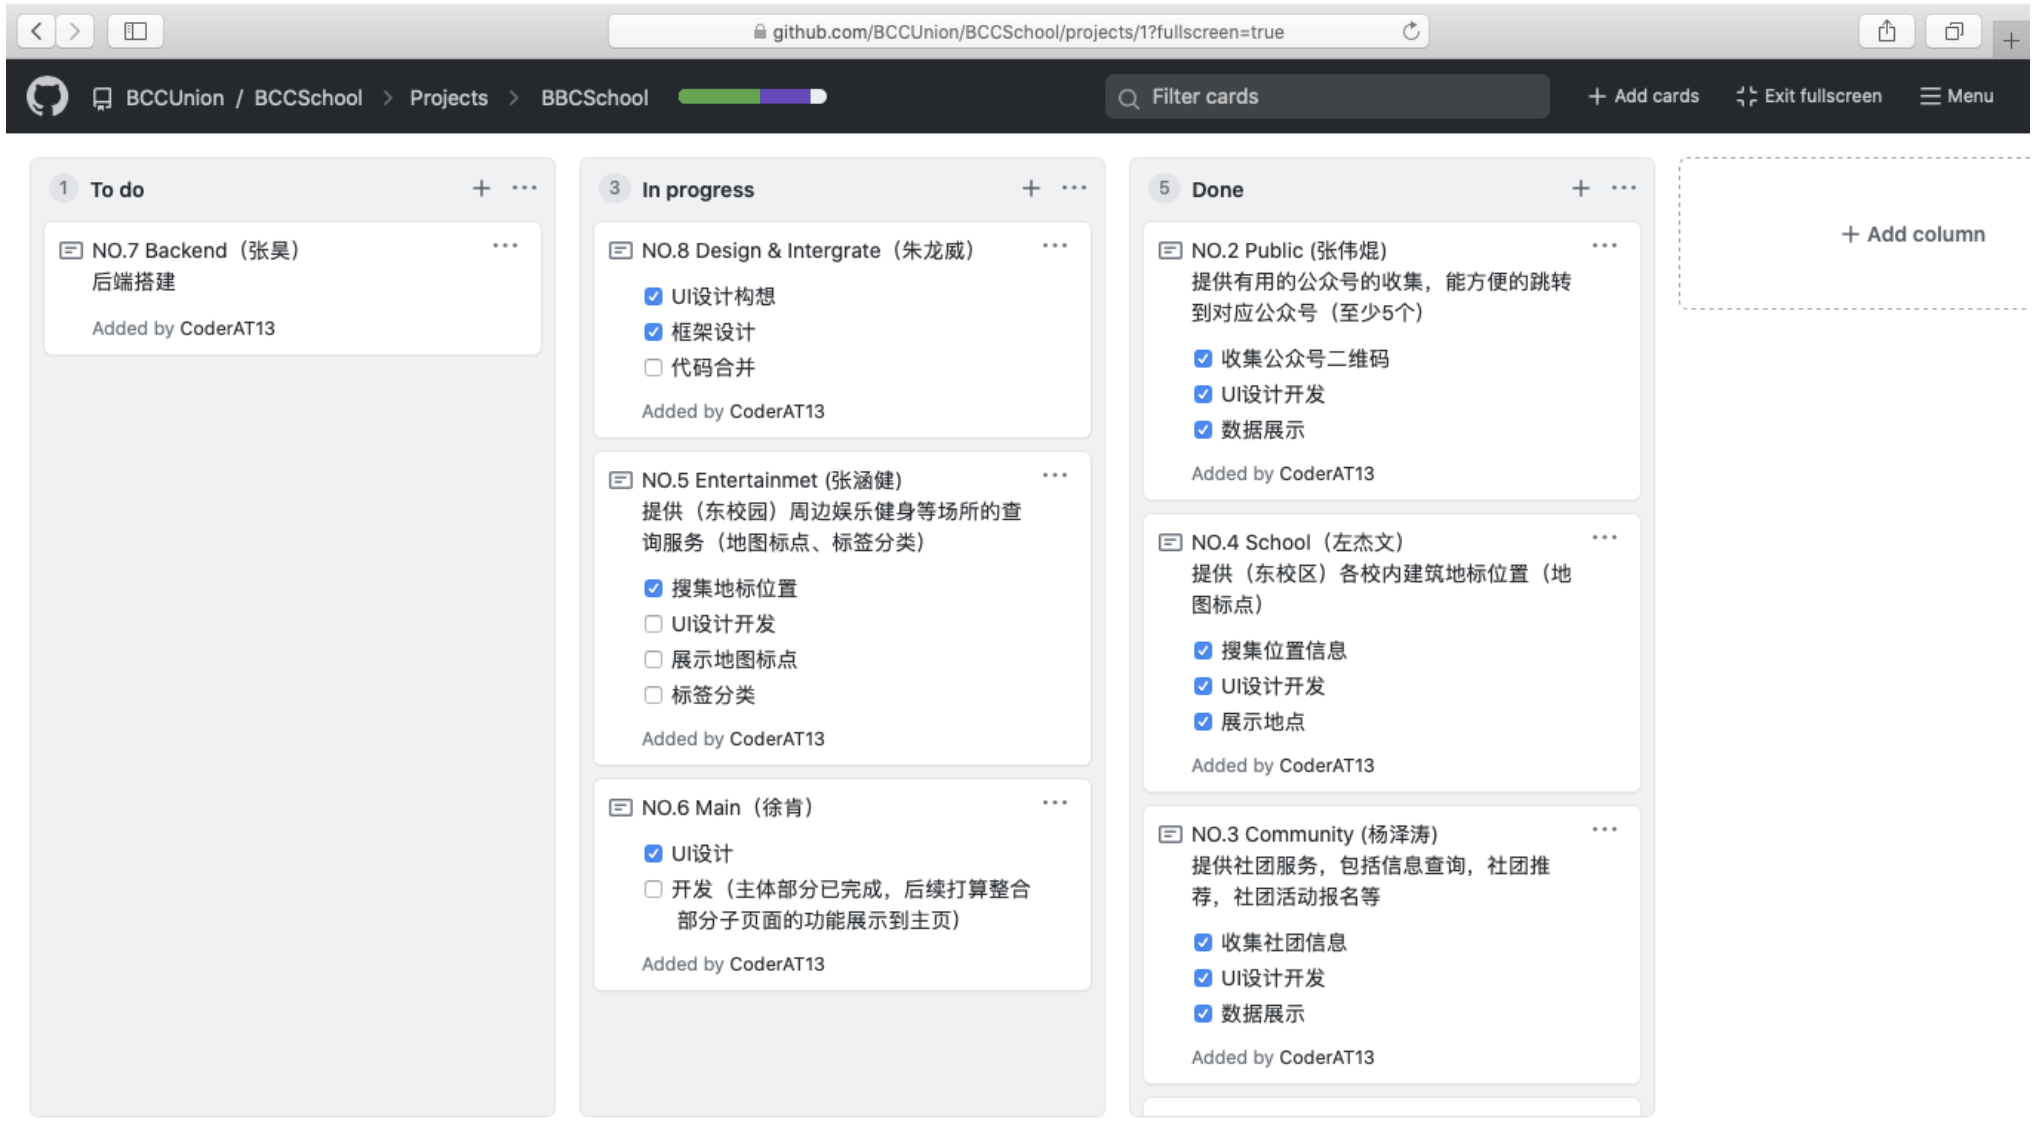 github.com/BCCUnion/BCCSchool/projects/1?fullscreen=true
BCCUnion / BCCSchool > Projects > BBCSchool
Filter cards
+ Add cards
Exit fullscreen
Menu
1 To do
NO.7 Backend（张昊）
后端搭建
Added by CoderAT13
3 In progress
NO.8 Design & Intergrate（朱龙威）
UI设计构想
框架设计
代码合并
Added by CoderAT13
NO.5 Entertainmet (张涵健)
提供（东校园）周边娱乐健身等场所的查
询服务（地图标点、标签分类）
搜集地标位置
UI设计开发
展示地图标点
标签分类
Added by CoderAT13
NO.6 Main（徐肯）
UI设计
开发（主体部分已完成，后续打算整合
部分子页面的功能展示到主页）
Added by CoderAT13
5 Done
NO.2 Public (张伟焜)
提供有用的公众号的收集，能方便的跳转
到对应公众号（至少5个）
收集公众号二维码
UI设计开发
数据展示
Added by CoderAT13
NO.4 School（左杰文）
提供（东校区）各校内建筑地标位置（地
图标点）
搜集位置信息
UI设计开发
展示地点
Added by CoderAT13
NO.3 Community (杨泽涛)
提供社团服务，包括信息查询，社团推
荐，社团活动报名等
收集社团信息
UI设计开发
数据展示
Added by CoderAT13
+ Add column